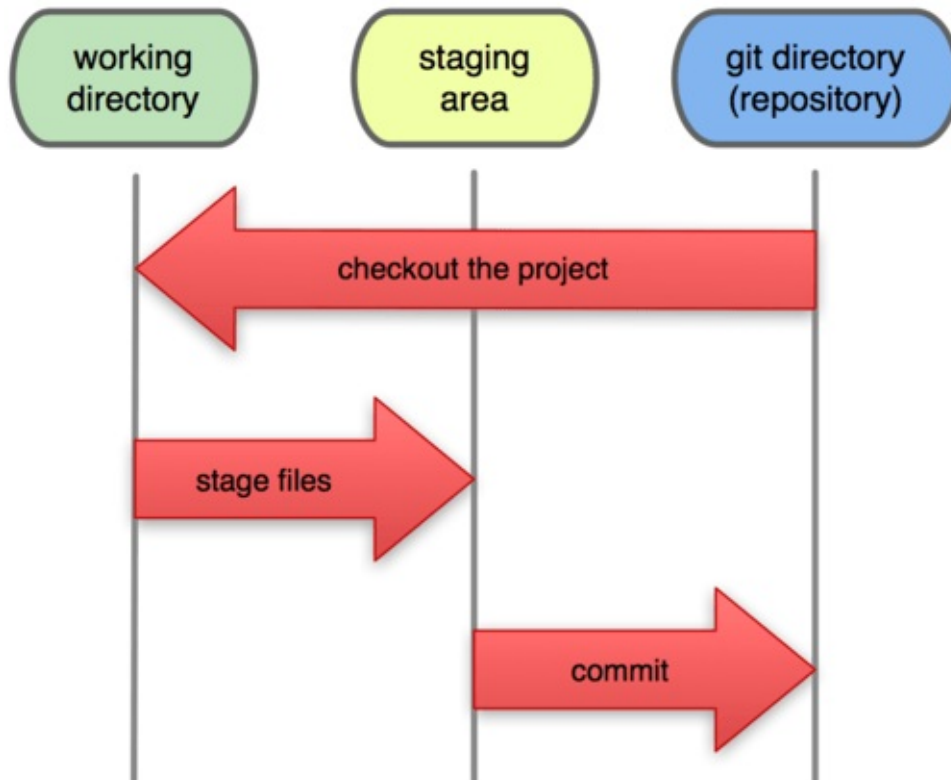 working
directory
staging
area
git directory
(repository)
checkout the project
stage files
commit